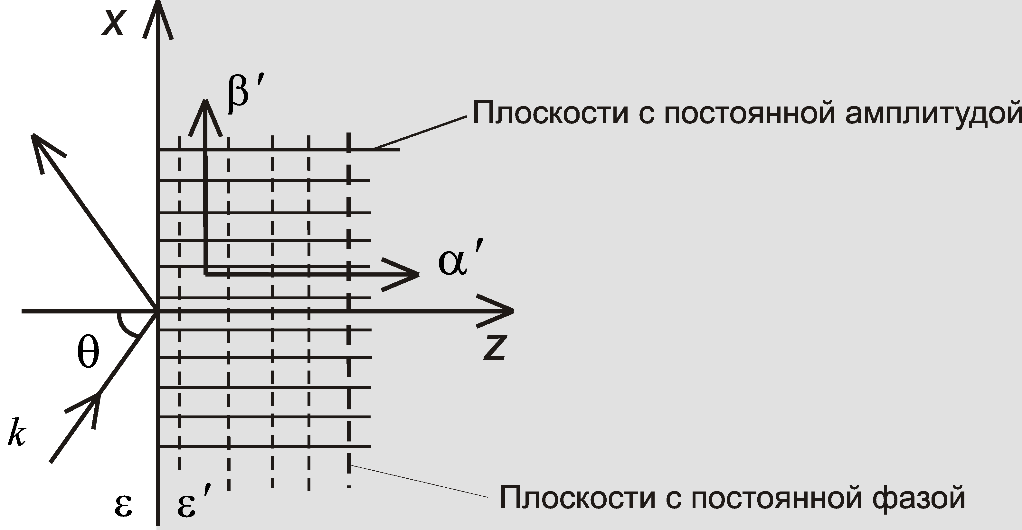 x
β′
Плоскости с постоянной амплитудой
α′
θ
z
k
ε ε′
Плоскости с постоянной фазой